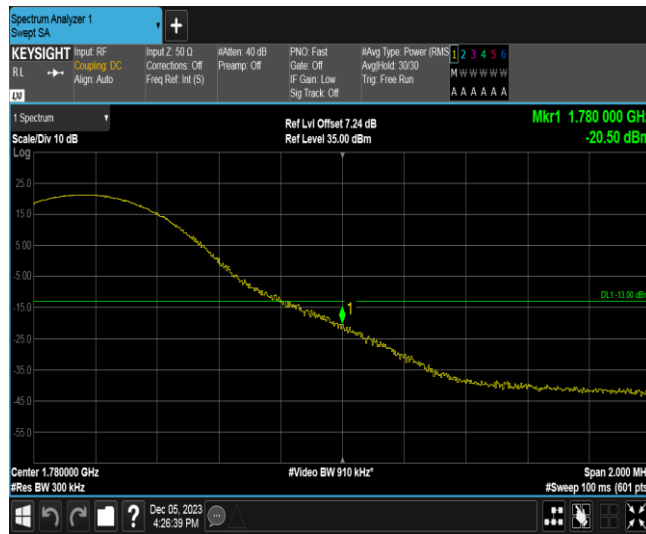 Spectrum Analyzer 1
Swept SA
+
KEYSIGHT
RL
LXI
Input: RF
Coupling: DC
Align: Auto
Input Z: 50 Ω
Corrections: Off
Freq Ref: Int (S)
#Atten: 40 dB
Preamp: Off
PNO: Fast
Gate: Off
IF Gain: Low
Sig Track: Off
#Avg Type: Power (RMS
Avg|Hold: 30/30
Trig: Free Run
1 2 3 4 5 6
M W W W W W
A A A A A A
1 Spectrum
Scale/Div 10 dB
Log
Ref Lvl Offset 7.24 dB
Ref Level 35.00 dBm
Mkr1 1.780 000 GHz
-20.50 dBm
25.0
15.0
5.00
-5.00
-15.0
-25.0
-35.0
-45.0
-55.0
DL1 -13.00 dBm
1
Center 1.780000 GHz
#Res BW 300 kHz
#Video BW 910 kHz*
Span 2.000 MH
#Sweep 100 ms (601 pts
?
Dec 05, 2023
4:26:39 PM